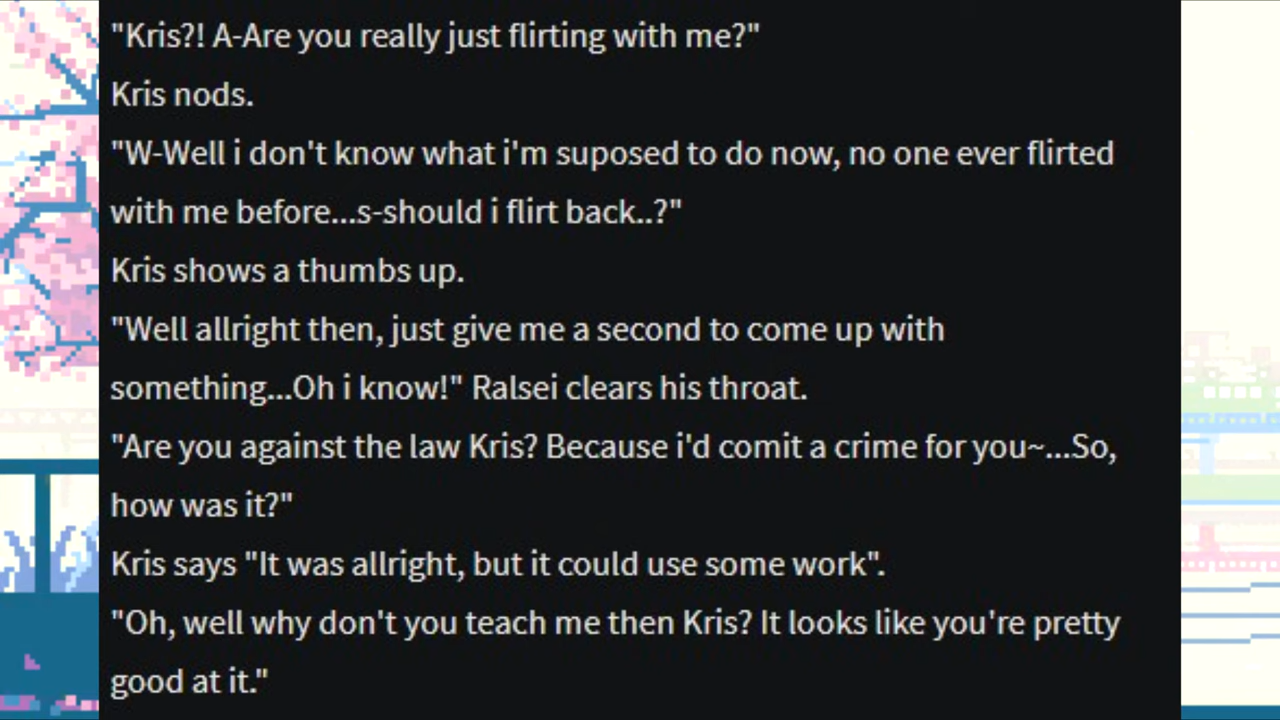 "Kris?! A-Are you really just flirting with me?"
Kris nods.
"W-Well i don't know what i'm suposed to do now, no one ever flirted
with me before...s-should i flirt back..?"
Kris shows a thumbs up.
"Well allright then, just give me a second to come up with
something...Oh i know!" Ralsei clears his throat.
"Are you against the law Kris? Because i'd comit a crime for you~...So,
how was it?"
Kris says "It was allright, but it could use some work".
"Oh, well why don't you teach me then Kris? It looks like you're pretty
good at it."